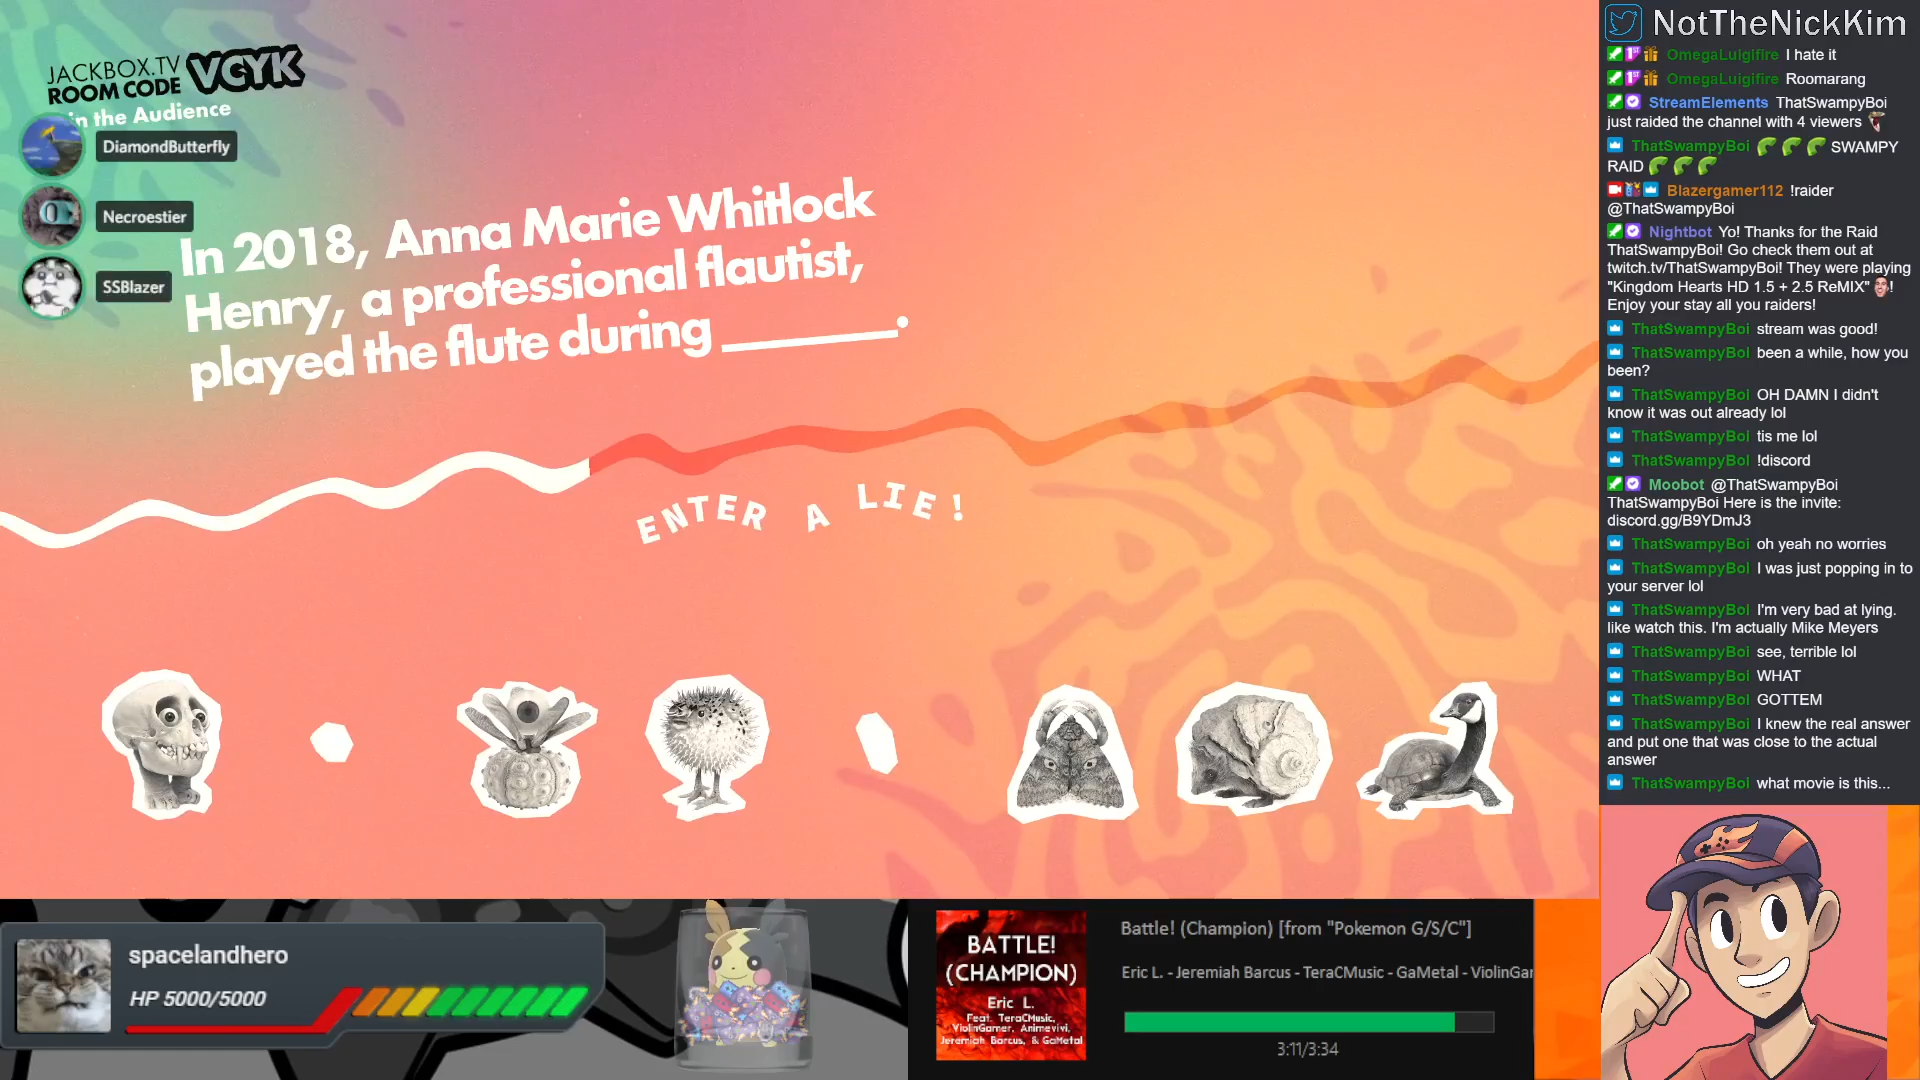 JACKBOX.TV
ROOM CODE
VGYK
in the Audience
DiamondButterfly
Necroestier
SSBlazer
In 2018, Anna Marie Whitlock
Henry, a professional flautist,
played the flute during ______.
ENTER A LIE!
NotTheNickKim
OmegaLuigifire I hate it
OmegaLuigifire Roomarang
StreamElements ThatSwampyBoi
just raided the channel with 4 viewers
ThatSwampyBoi SWAMPY
RAID
Blazergamer112 !raider
@ThatSwampyBoi
Nightbot Yo! Thanks for the Raid
ThatSwampyBoi! Go check them out at
twitch.tv/ThatSwampyBoi! They were playing
"Kingdom Hearts HD 1.5 + 2.5 ReMIX" !
Enjoy your stay all you raiders!
ThatSwampyBoi stream was good!
ThatSwampyBoi been a while, how you
been?
ThatSwampyBoi OH DAMN I didn't
know it was out already lol
ThatSwampyBoi tis me lol
ThatSwampyBoi !discord
Moobot @ThatSwampyBoi
ThatSwampyBoi Here is the invite:
discord.gg/B9YDmJ3
ThatSwampyBoi oh yeah no worries
ThatSwampyBoi I was just popping in to
your server lol
ThatSwampyBoi I'm very bad at lying.
like watch this. I'm actually Mike Meyers
ThatSwampyBoi see, terrible lol
ThatSwampyBoi WHAT
ThatSwampyBoi GOTTEM
ThatSwampyBoi I knew the real answer
and put one that was close to the actual
answer
ThatSwampyBoi what movie is this...
spacelandhero
HP 5000/5000
BATTLE!
(CHAMPION)
Eric L.
Feat. TeraCMusic,
ViolinGamer, Animevivi,
Jeremiah Barcus, & GaMetal
Battle! (Champion) [from "Pokemon G/S/C"]
Eric L. - Jeremiah Barcus - TeraCMusic - GaMetal - ViolinGar
3:11/3:34